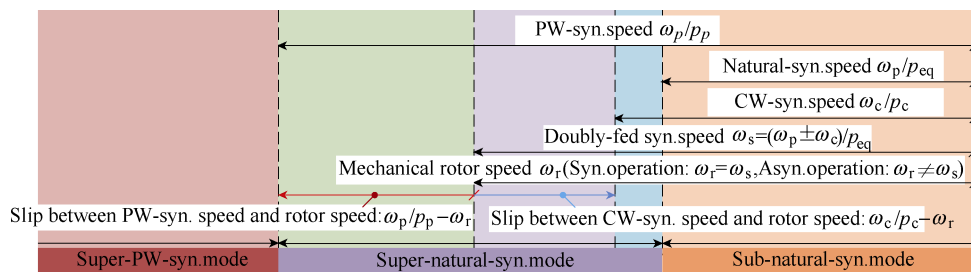 PW-syn.speed ωp/pp
Natural-syn.speed ωp/peq
CW-syn.speed ωc/pc
Doubly-fed syn.speed ωs=(ωp±ωc)/peq
Mechanical rotor speed ωr(Syn.operation: ωr=ωs,Asyn.operation: ωr≠ωs)
Slip between PW-syn. speed and rotor speed:ωp/pp−ωr
Slip between CW-syn. speed and rotor speed: ωc/pc−ωr
Super-PW-syn.mode
Super-natural-syn.mode
Sub-natural-syn.mode